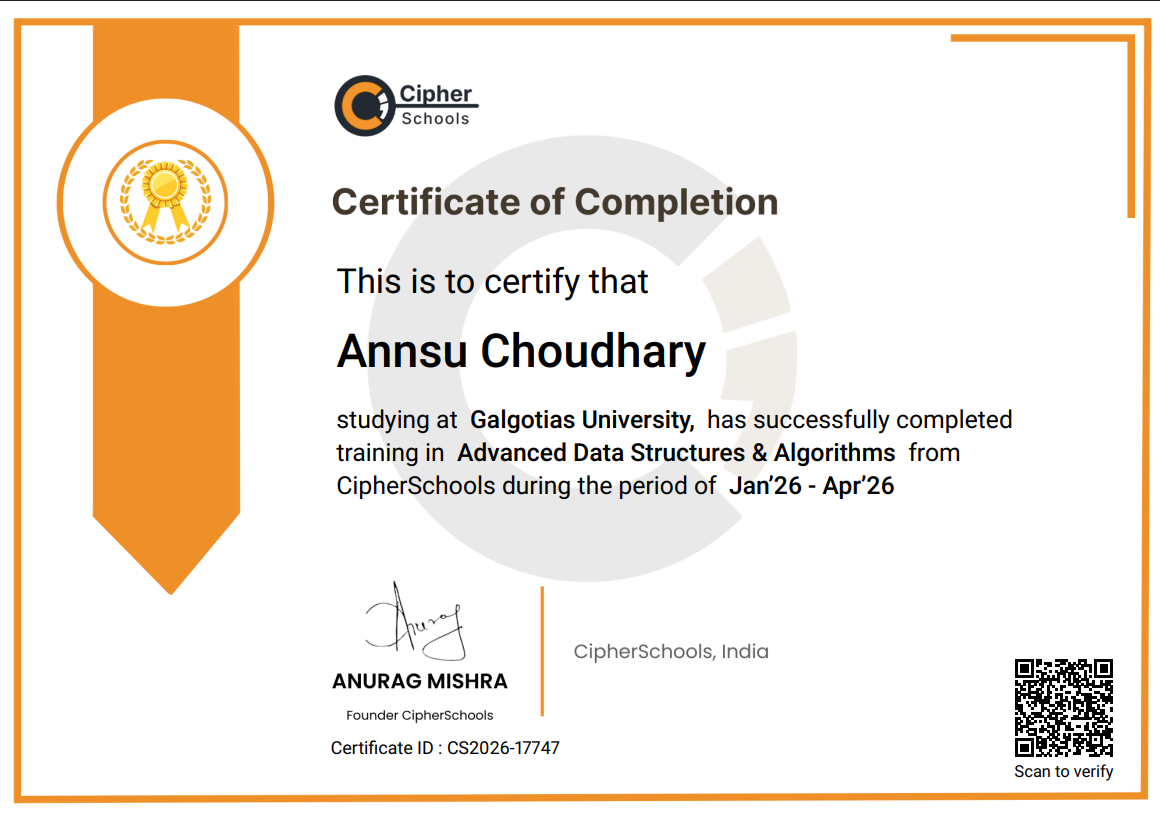 Cipher
Schools
Certificate of Completion
This is to certify that
Annsu Choudhary
studying at Galgotias University, has successfully completed
training in Advanced Data Structures & Algorithms from
CipherSchools during the period of Jan’26 - Apr’26
Anurag
ANURAG MISHRA
Founder CipherSchools
CipherSchools, India
Certificate ID : CS2026-17747
Scan to verify